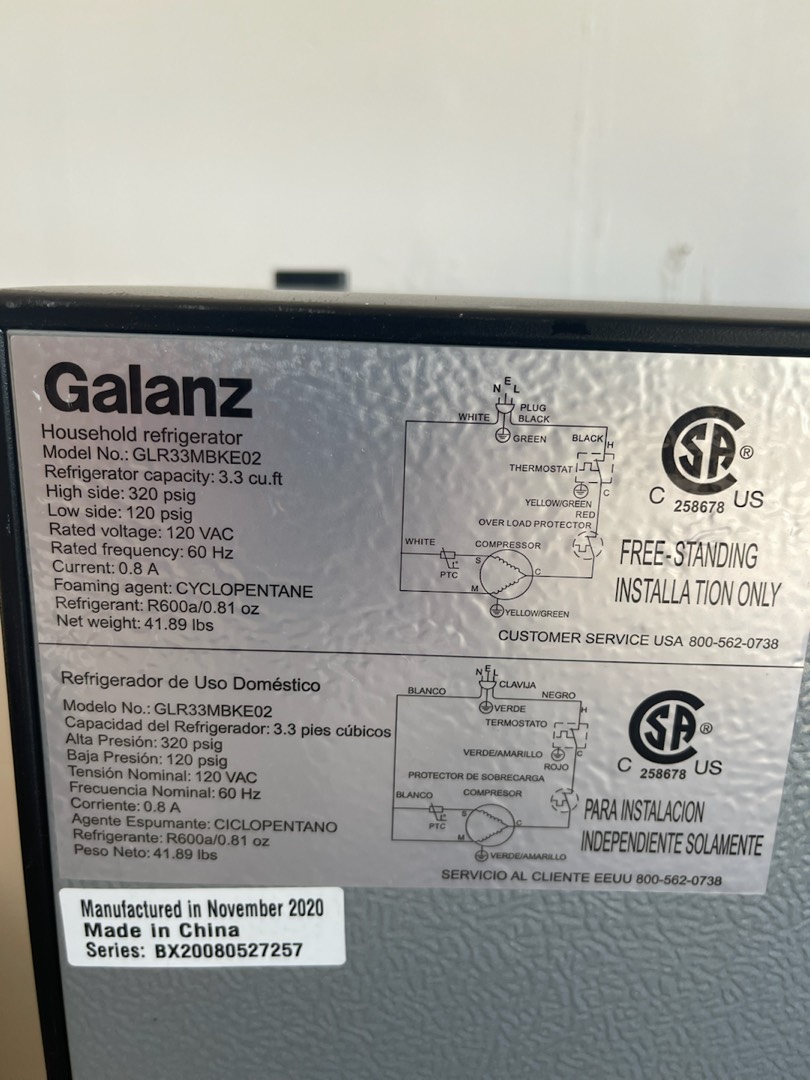 Galanz
Household refrigerator
Model No.: GLR33MBKE02
Refrigerator capacity: 3.3 cu.ft
High side: 320 psig
Low side: 120 psig
Rated voltage: 120 VAC
Rated frequency: 60 Hz
Current: 0.8 A
Foaming agent: CYCLOPENTANE
Refrigerant: R600a/0.81 oz
Net weight: 41.89 lbs
N E L
PLUG
WHITE BLACK
GREEN BLACK H
THERMOSTAT
C
YELLOW/GREEN
RED
OVER LOAD PROTECTOR
WHITE COMPRESSOR
S
PTC C
M
YELLOW/GREEN
SA ®
C 258678 US
FREE-STANDING
INSTALLATION ONLY
CUSTOMER SERVICE USA 800-562-0738
Refrigerador de Uso Doméstico
Modelo No.: GLR33MBKE02
Capacidad del Refrigerador: 3.3 pies cúbicos
Alta Presión: 320 psig
Baja Presión: 120 psig
Tensión Nominal: 120 VAC
Frecuencia Nominal: 60 Hz
Corriente: 0.8 A
Agente Espumante: CICLOPENTANO
Refrigerante: R600a/0.81 oz
Peso Neto: 41.89 lbs
N E L
CLAVIJA
BLANCO NEGRO
VERDE H
TERMOSTATO
VERDE/AMARILLO C
ROJO
PROTECTOR DE SOBRECARGA
BLANCO COMPRESOR
S
PTC C
M
VERDE/AMARILLO
SA ®
C 258678 US
PARA INSTALACION
INDEPENDIENTE SOLAMENTE
SERVICIO AL CLIENTE EEUU 800-562-0738
Manufactured in November 2020
Made in China
Series: BX20080527257